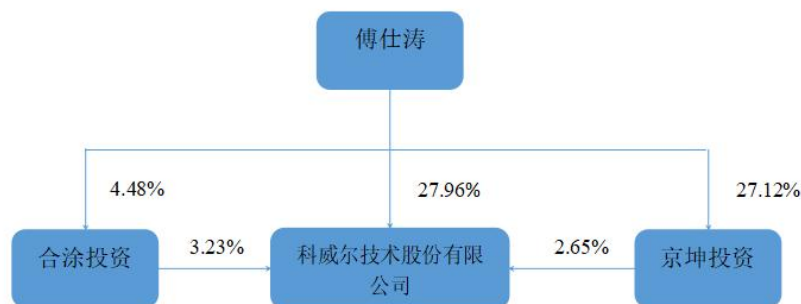 傅仕涛
4.48%
27.96%
27.12%
合涂投资
3.23%
科威尔技术股份有限
公司
2.65%
京坤投资